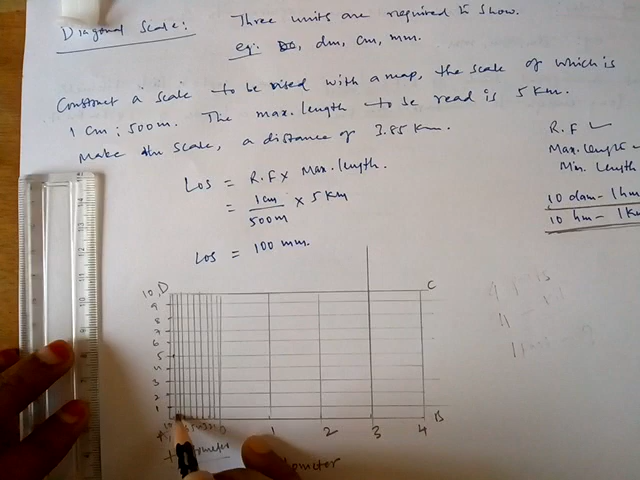 Diagonal Scale: Three units are required to show.
eg: dm, cm, mm.
Construct a scale to be used with a map, the scale of which is
1 cm : 500m. The max. length to be read is 5 Km.
Make the scale, a distance of 3.85 Km.
R.F
Max. length
Min. length
10 dam - 1hm
10 hm - 1K
LOS = R.F x Max. length.
= 1cm / 500m x 5 Km
LOS = 100 mm.
10, D C
9
8
7
6
5
4
3
2
1
0 1 2 3 4 B